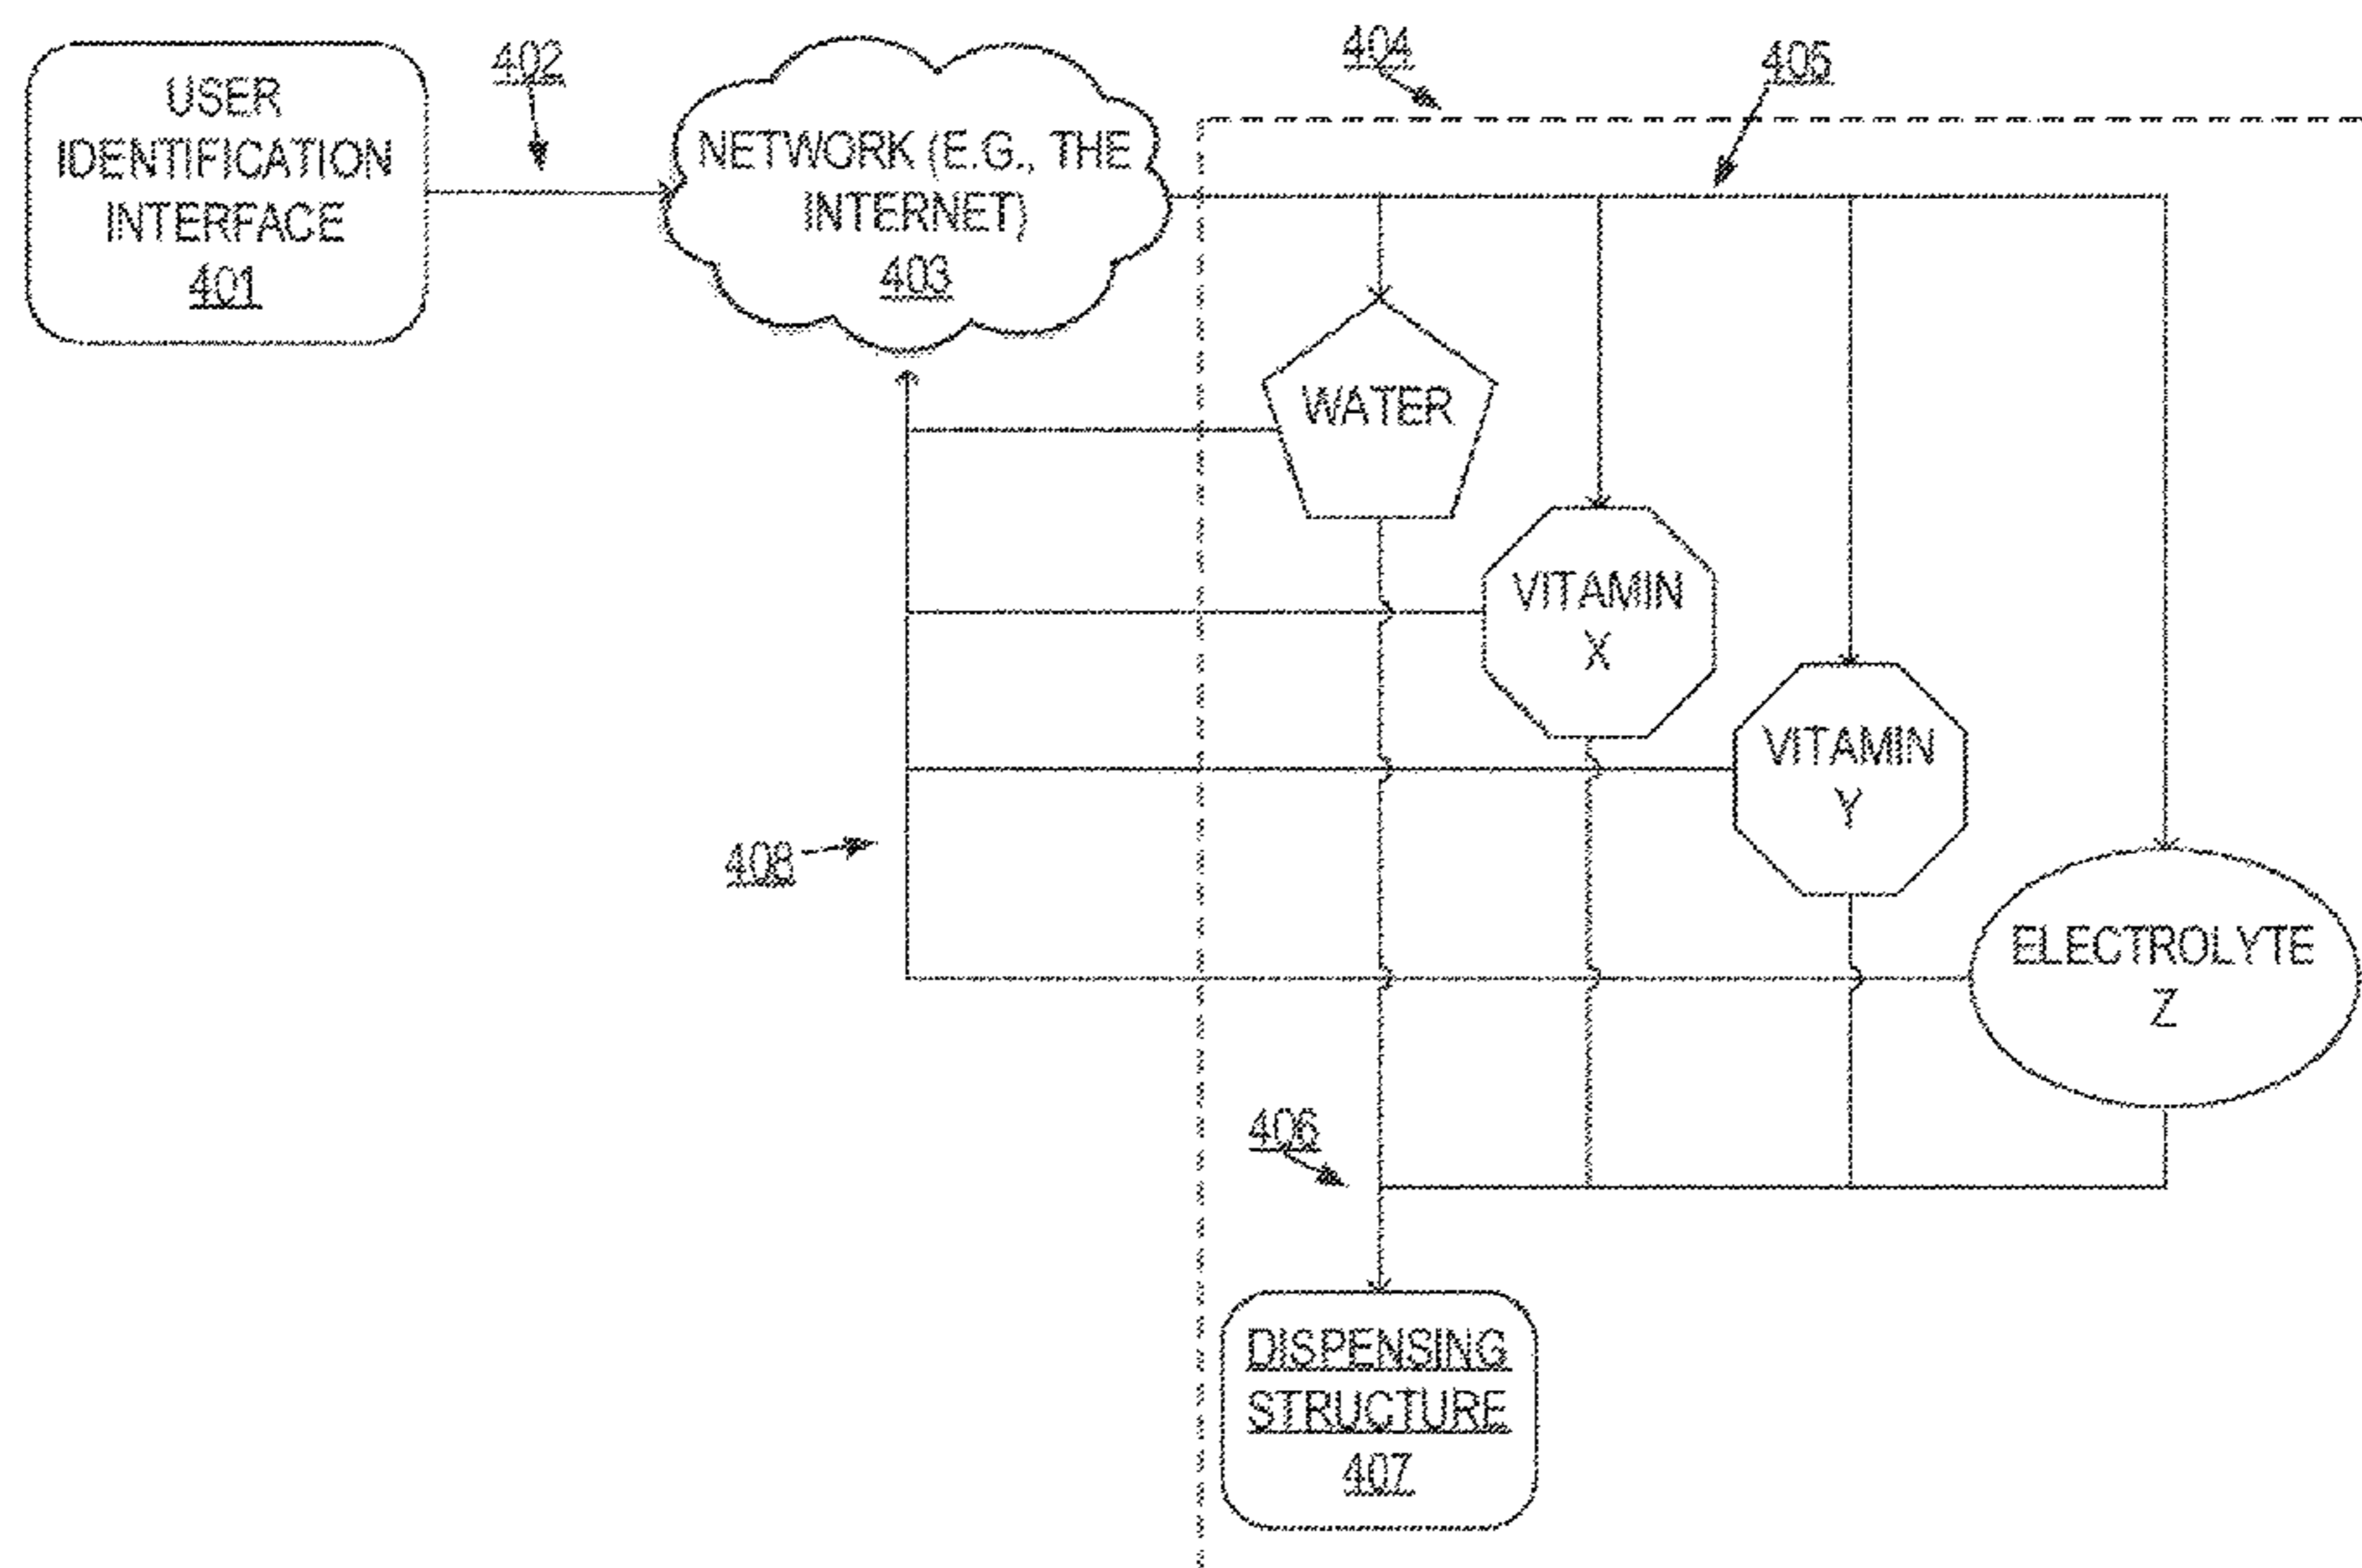 USER
IDENTIFICATION
INTERFACE
401
402
NETWORK (E.G., THE
INTERNET)
403
404
405
WATER
VITAMIN
X
VITAMIN
Y
408
ELECTROLYTE
Z
406
DISPENSING
STRUCTURE
407